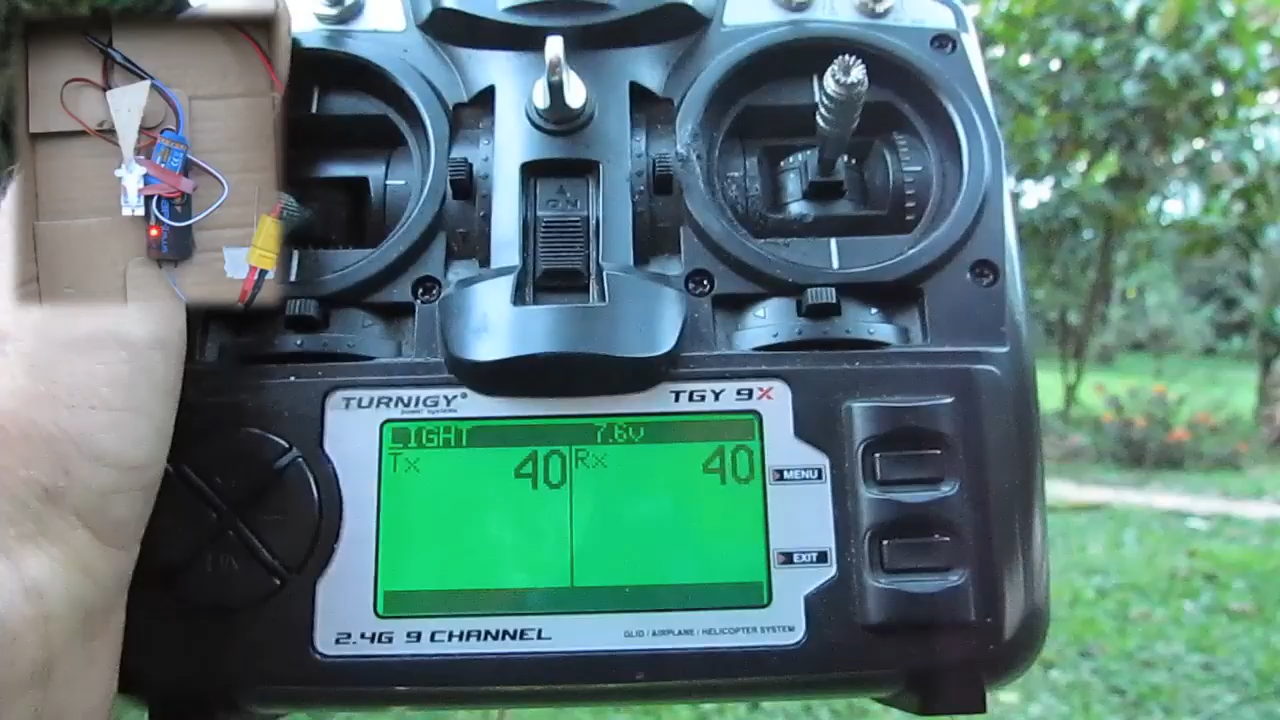 ON
TURNIGY®
TGY 9X
LIGHT 7.6v
Tx 40 Rx 40
MENU
EXIT
2.4G 9 CHANNEL
GLID / AIRPLANE / HELICOPTER SYSTEM